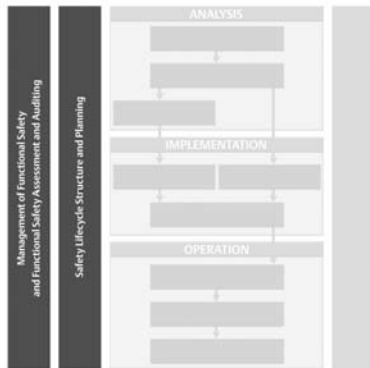 Management of Functional Safety
and Functional Safety Assessment and Auditing
Safety Lifecycle Structure and Planning
ANALYSIS
IMPLEMENTATION
OPERATION